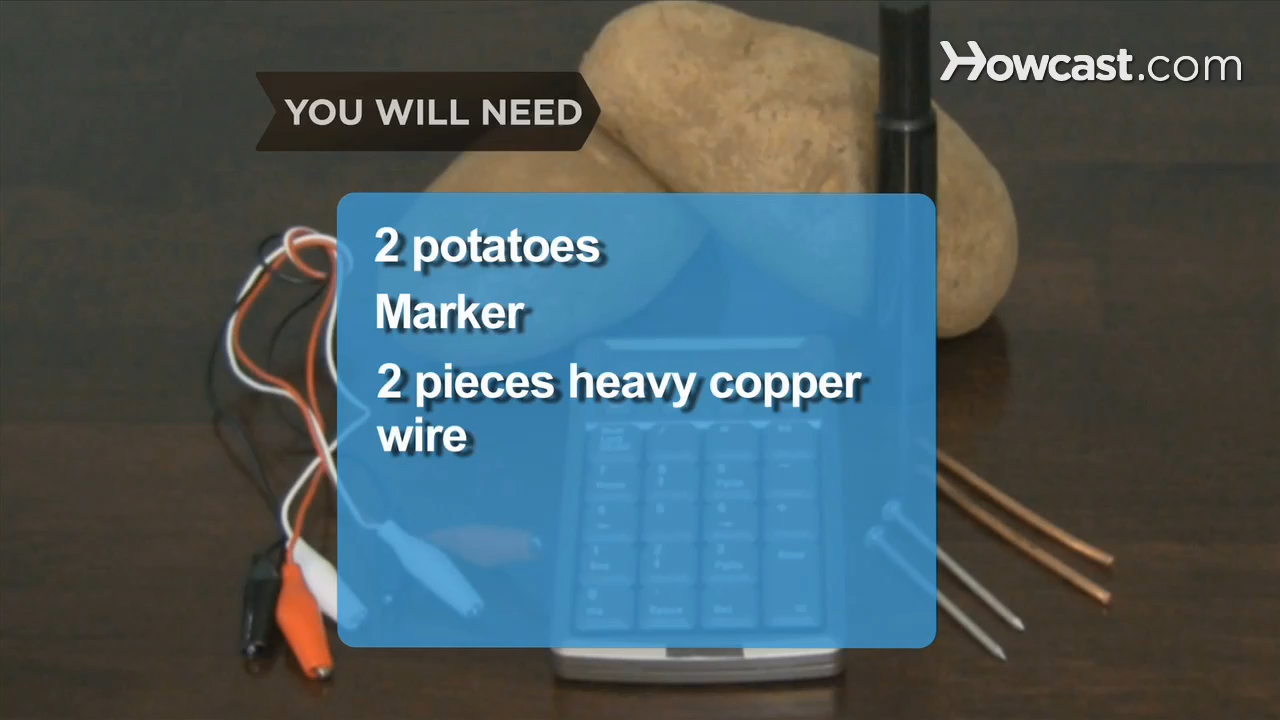 Howcast.com
YOU WILL NEED
2 potatoes
Marker
2 pieces heavy copper
wire